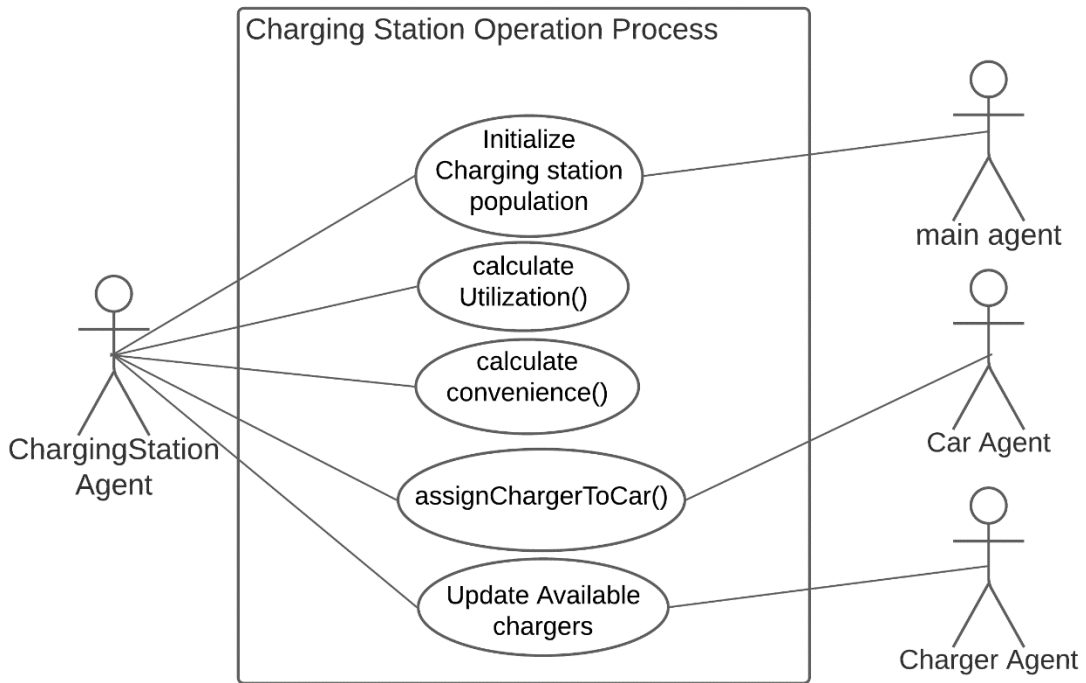 Charging Station Operation Process
Initialize
Charging station
population
main agent
calculate
Utilization()
calculate
convenience()
ChargingStation
Agent
Car Agent
assignChargerToCar()
Update Available
chargers
Charger Agent